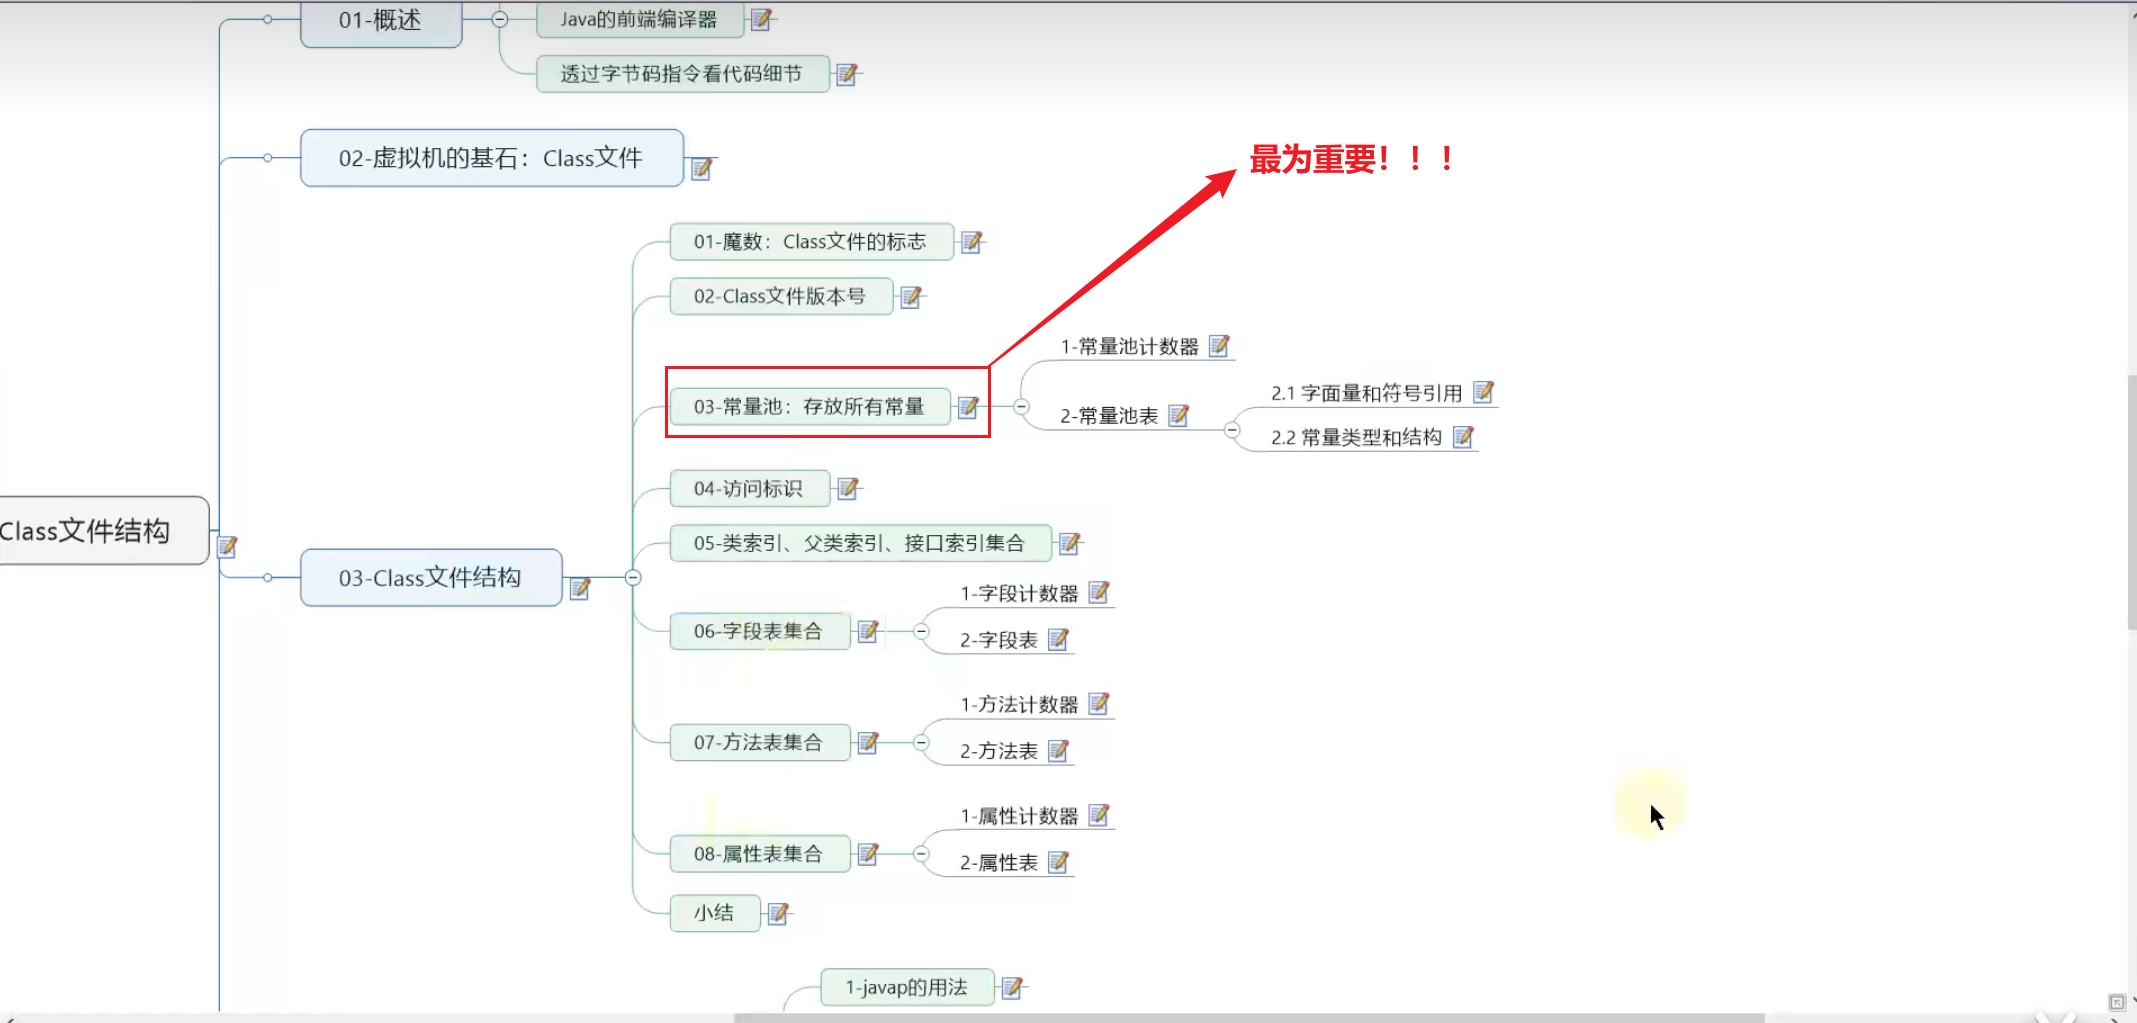 01-概述
Java的前端编译器
透过字节码指令看代码细节
02-虚拟机的基石：Class文件
最为重要！！！
01-魔数：Class文件的标志
02-Class文件版本号
03-常量池：存放所有常量
1-常量池计数器
2-常量池表
2.1 字面量和符号引用
2.2 常量类型和结构
04-访问标识
Class文件结构
05-类索引、父类索引、接口索引集合
03-Class文件结构
06-字段表集合
1-字段计数器
2-字段表
07-方法表集合
1-方法计数器
2-方法表
08-属性表集合
1-属性计数器
2-属性表
小结
1-javap的用法